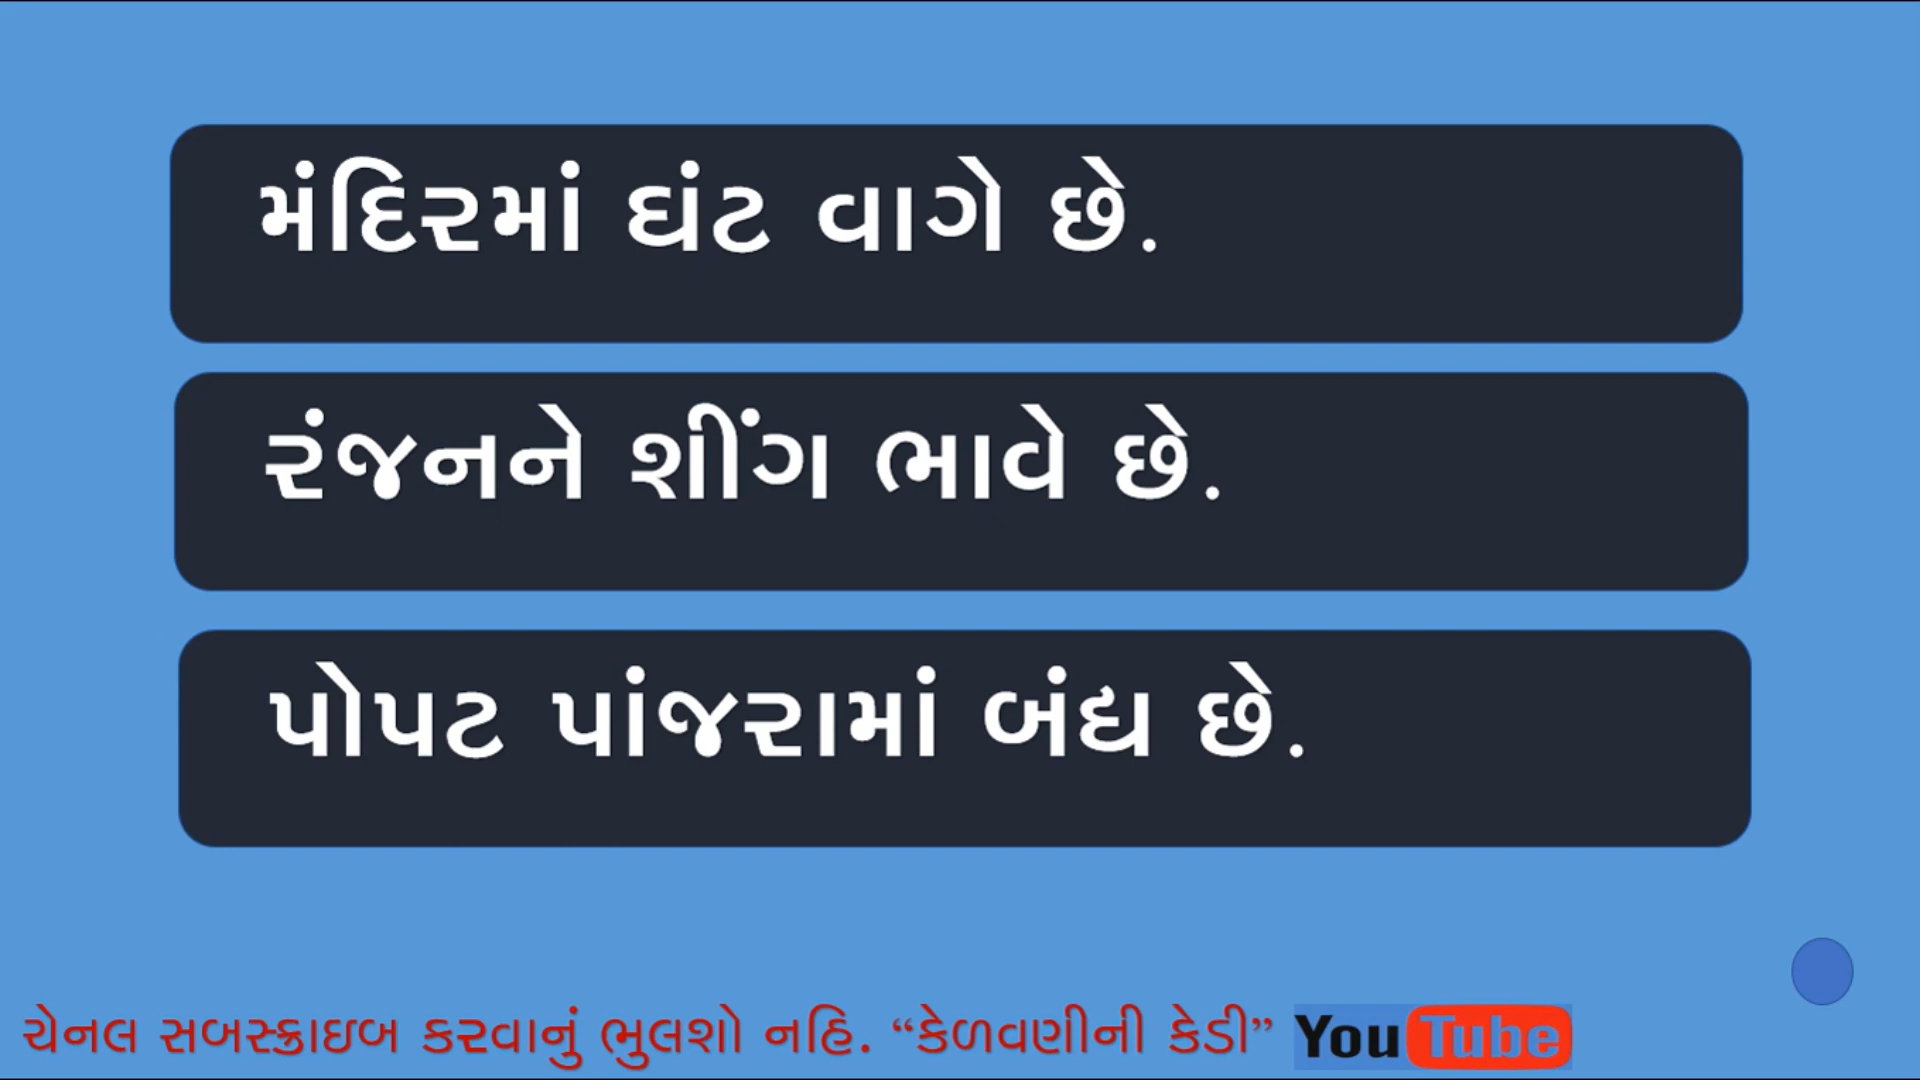 મંદિરમાં ઘંટ વાગે છે.
રંજનને શીંગ ભાવે છે.
પોપટ પાંજરામાં બંધ છે.
ચેનલ સબસ્ક્રાઇબ કરવાનું ભુલશો નહિ. “કેળવણીની કેડી” YouTube